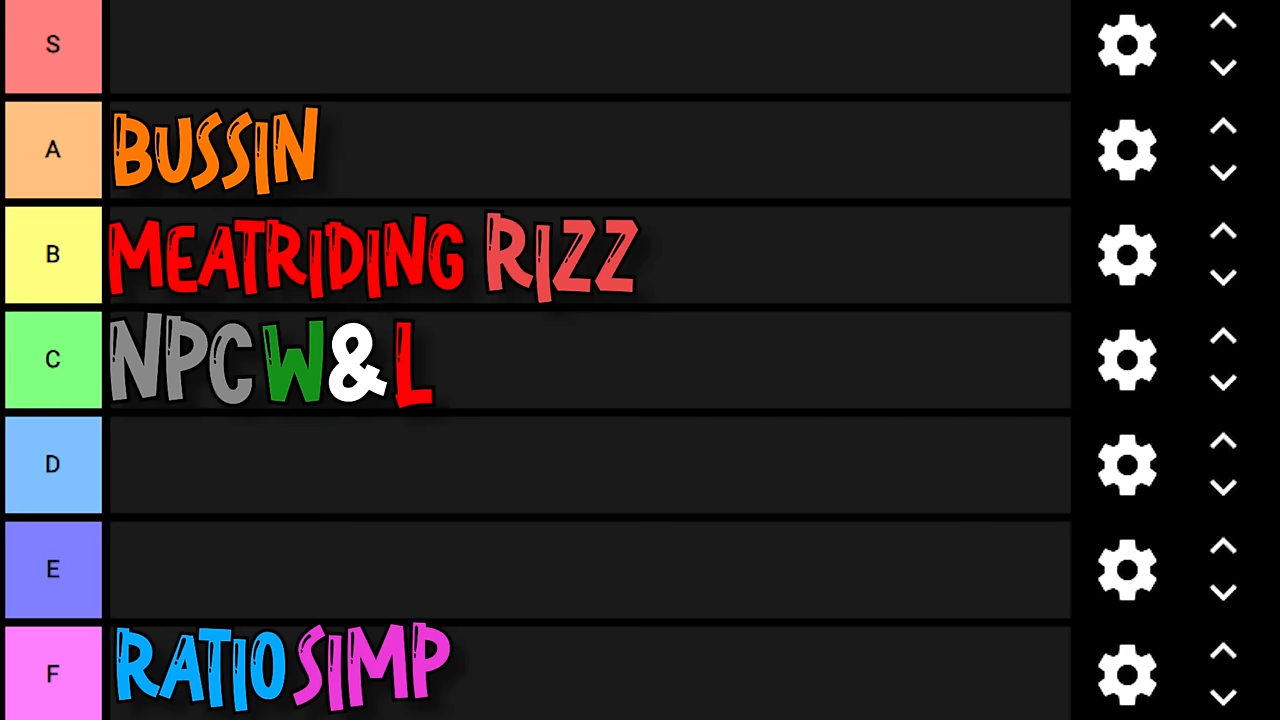 S
A BUSSIN
B MEATRIDING RIZZ
C NPC W & L
D
E
F RATIO SIMP